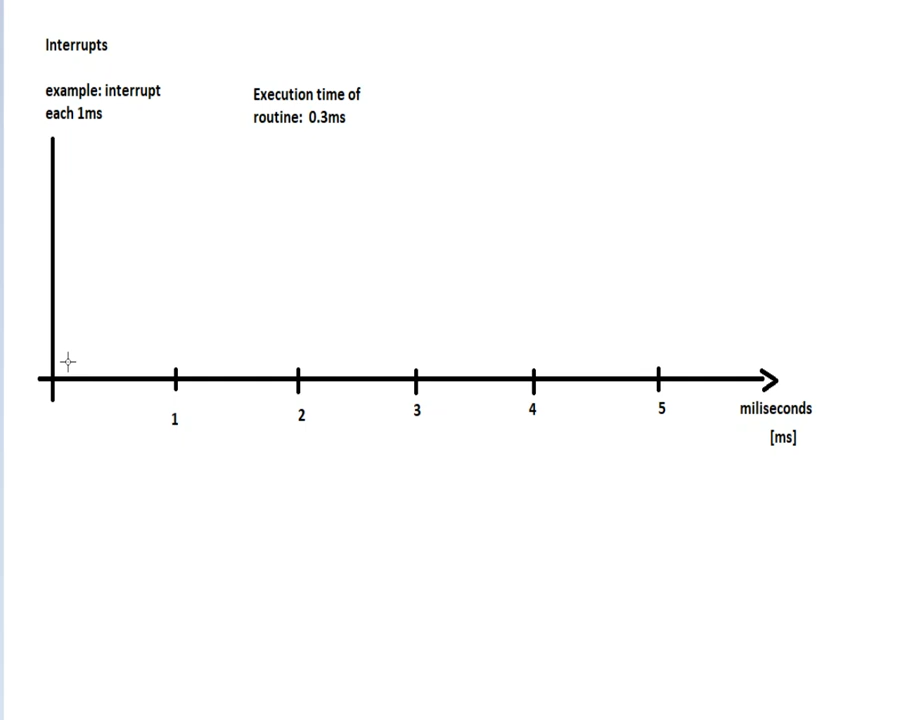 Interrupts
example: interrupt
each 1ms
Execution time of
routine: 0.3ms
1
2
3
4
5
miliseconds
[ms]